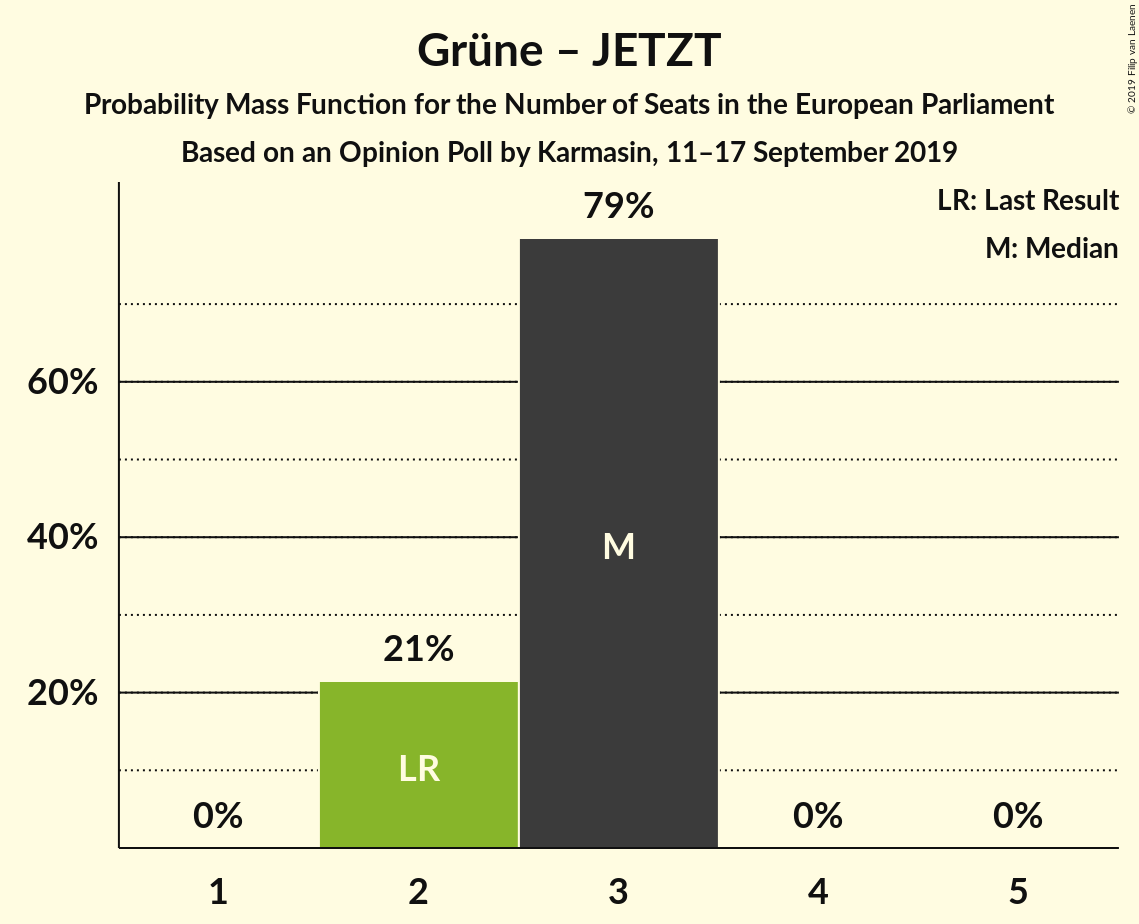 Grüne – JETZT
Probability Mass Function for the Number of Seats in the European Parliament
Based on an Opinion Poll by Karmasin, 11–17 September 2019
© 2019 Filip van Laenen
LR: Last Result
M: Median
79%
60%
40%
M
21%
20%
LR
0%
0%
0%
1
2
3
4
5